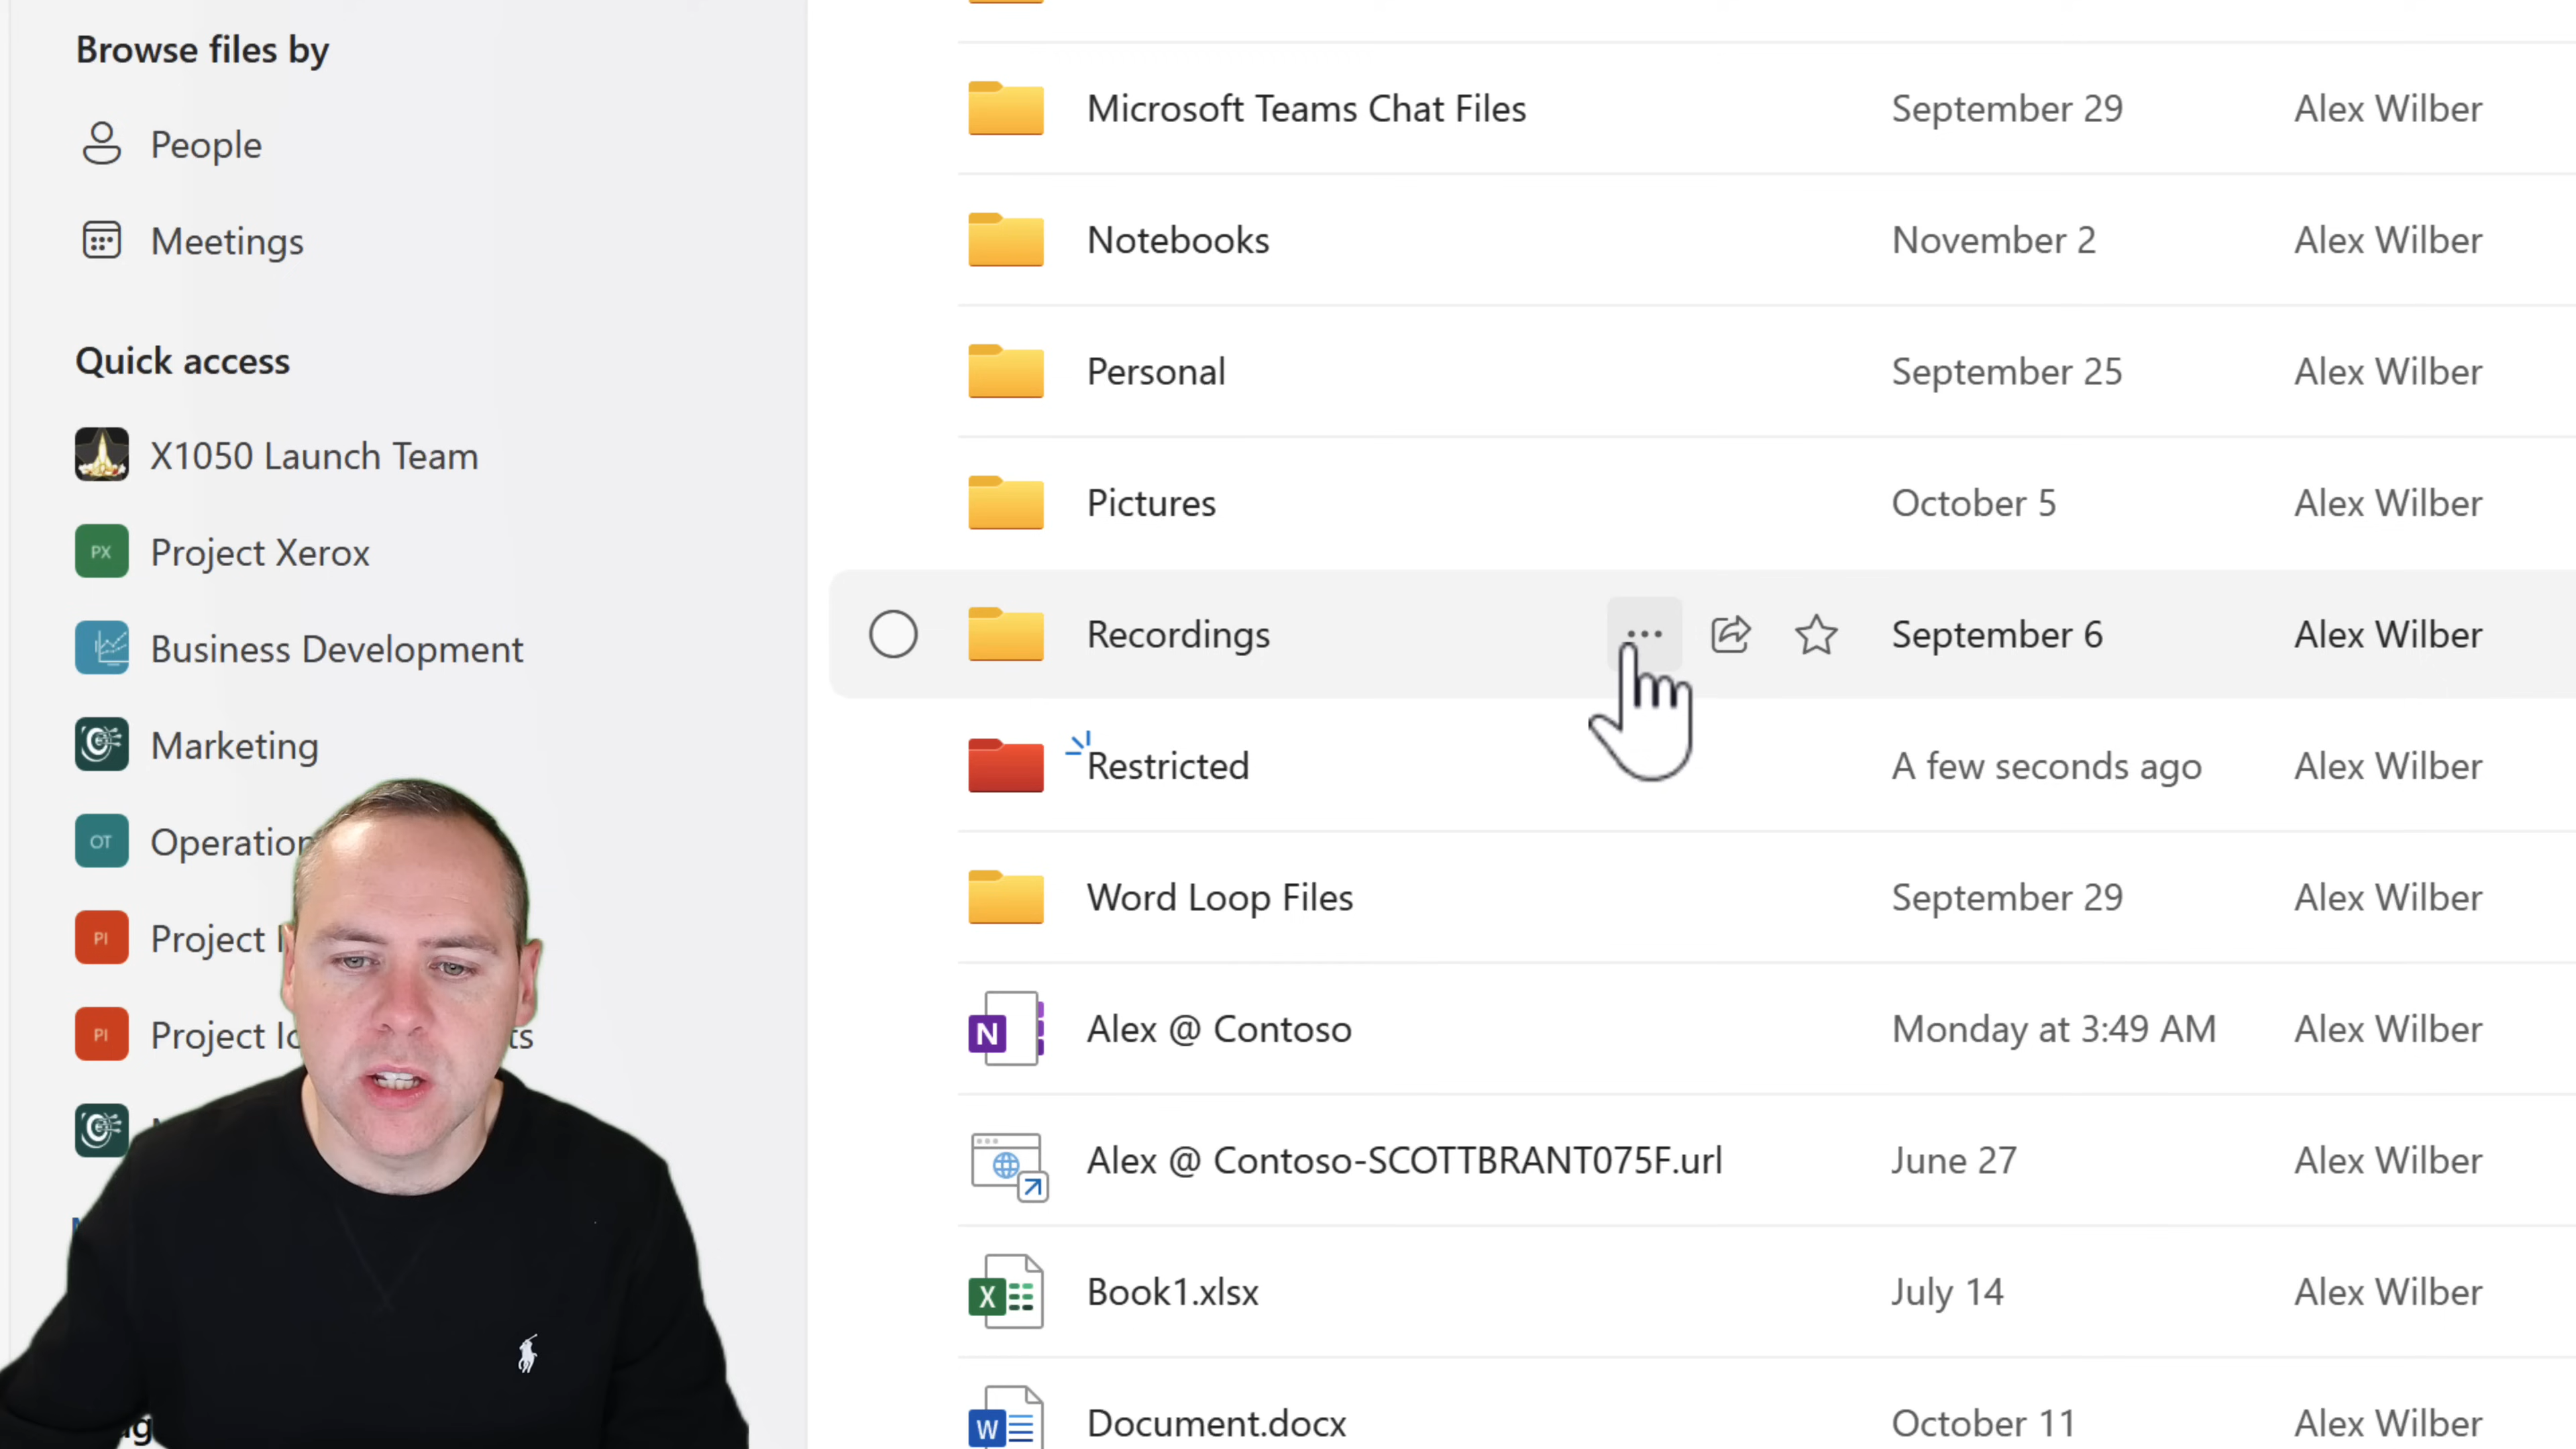 Browse files by
People
Meetings
Quick access
X1050 Launch Team
PX Project Xerox
Business Development
Marketing
OT
PI Project
PI Project
Microsoft Teams Chat Files September 29 Alex Wilber
Notebooks November 2 Alex Wilber
Personal September 25 Alex Wilber
Pictures October 5 Alex Wilber
Recordings ... September 6 Alex Wilber
Restricted A few seconds ago Alex Wilber
Word Loop Files September 29 Alex Wilber
N Alex @ Contoso Monday at 3:49 AM Alex Wilber
Alex @ Contoso-SCOTTBRANT075F.url June 27 Alex Wilber
X Book1.xlsx July 14 Alex Wilber
W Document.docx October 11 Alex Wilber